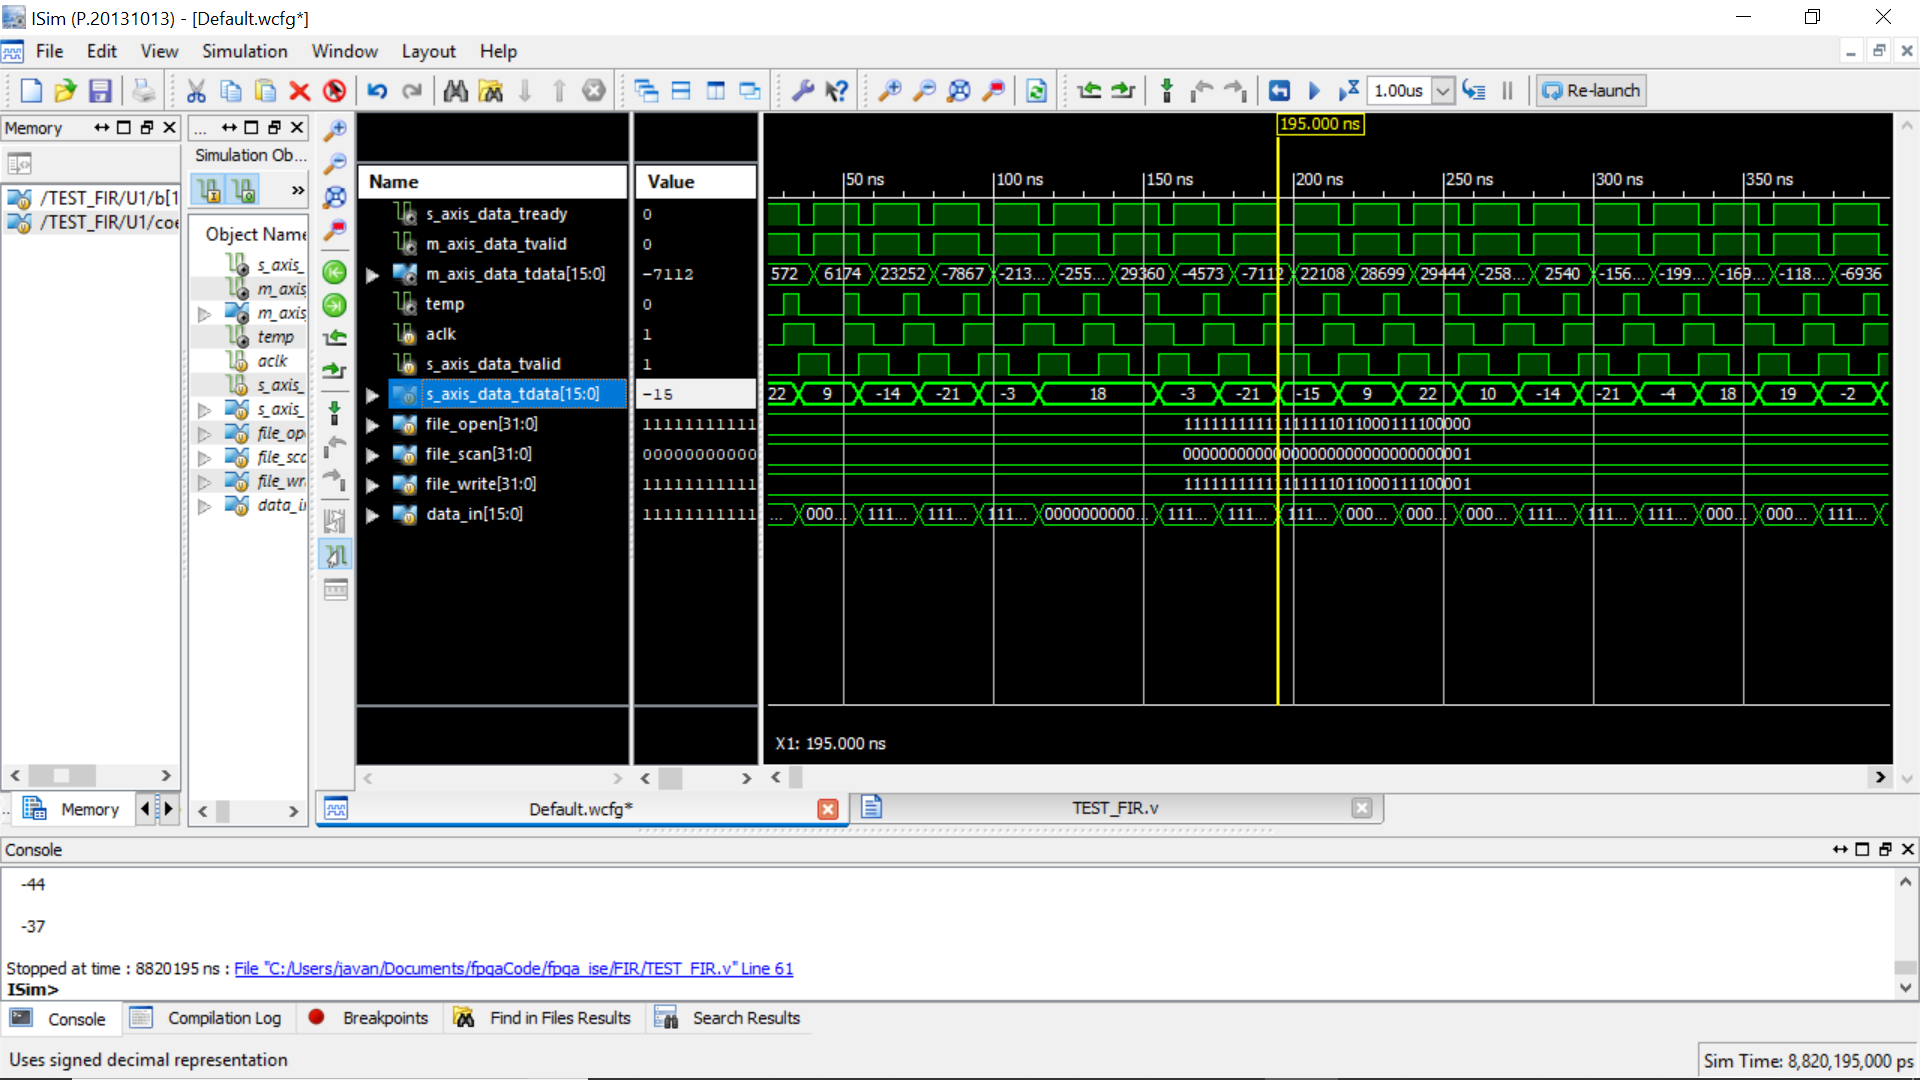 ISim (P.20131013) - [Default.wcfg*]
File Edit View Simulation Window Layout Help
1.00us Re-launch
Memory
/TEST_FIR/U1/b[1
/TEST_FIR/U1/coe
Memory
...
Simulation Ob...
»
Object Name
s_axis_
m_axis
m_axis
temp
aclk
s_axis_
s_axis_
file_op
file_sca
file_wr
data_i
Name Value
s_axis_data_tready 0
m_axis_data_tvalid 0
m_axis_data_tdata[15:0] -7112
temp 0
aclk 1
s_axis_data_tvalid 1
s_axis_data_tdata[15:0] -15
file_open[31:0] 11111111111
file_scan[31:0] 00000000000
file_write[31:0] 11111111111
data_in[15:0] 11111111111
195.000 ns
50 ns 100 ns 150 ns 200 ns 250 ns 300 ns 350 ns
572 6174 23252 -7867 -213... -255... 29360 -4573 -7112 22108 28699 29444 -258... 2540 -156... -199... -169... -118... -6936
22 9 -14 -21 -3 18 -3 -21 -15 9 22 10 -14 -21 -4 18 19 -2
11111111111111111011000111100000
00000000000000000000000000000001
11111111111111111011000111100001
... 000... 111... 111... 111... 0000000000... 111... 111... 111... 000... 000... 000... 111... 111... 111... 000... 000... 111...
X1: 195.000 ns
Default.wcfg* TEST_FIR.v
Console
-44
-37
Stopped at time : 8820195 ns : File "C:/Users/javan/Documents/fpgaCode/fpga_ise/FIR/TEST_FIR.v" Line 61
ISim>
Console Compilation Log Breakpoints Find in Files Results Search Results
Uses signed decimal representation
Sim Time: 8,820,195,000 ps